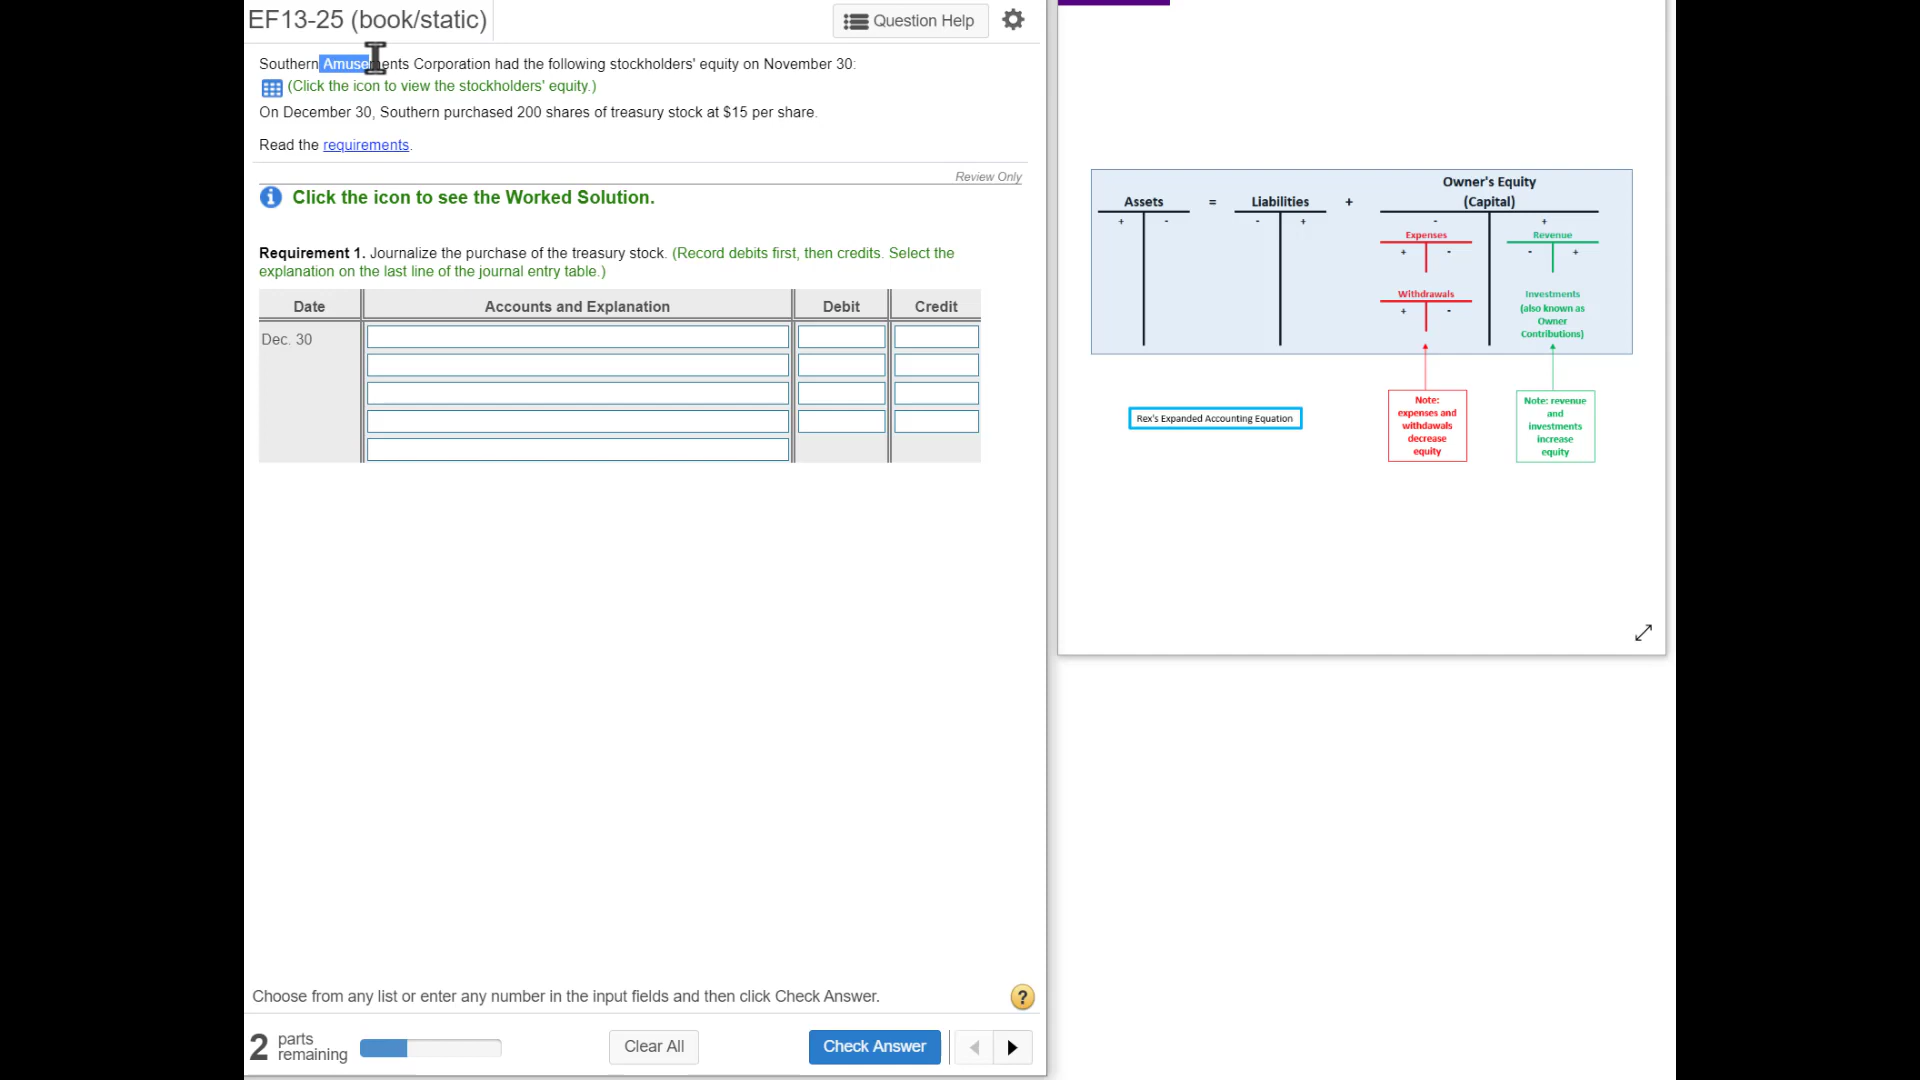 EF13-25 (book/static)
Question Help
Southern Amusements Corporation had the following stockholders' equity on November 30:
(Click the icon to view the stockholders' equity.)
On December 30, Southern purchased 200 shares of treasury stock at $15 per share.
Read the requirements.
Review Only
Click the icon to see the Worked Solution.
Requirement 1. Journalize the purchase of the treasury stock. (Record debits first, then credits. Select the
explanation on the last line of the journal entry table.)
Date Accounts and Explanation Debit Credit
Dec. 30
Choose from any list or enter any number in the input fields and then click Check Answer.
?
2 parts
remaining
Clear All
Check Answer
Owner's Equity
Assets = Liabilities + (Capital)
+ - - + - +
Expenses Revenue
+ - - +
Withdrawals Investments
+ - (also known as
Owner
Contributions)
Rex's Expanded Accounting Equation
Note:
expenses and
withdawals
decrease
equity
Note: revenue
and
investments
increase
equity